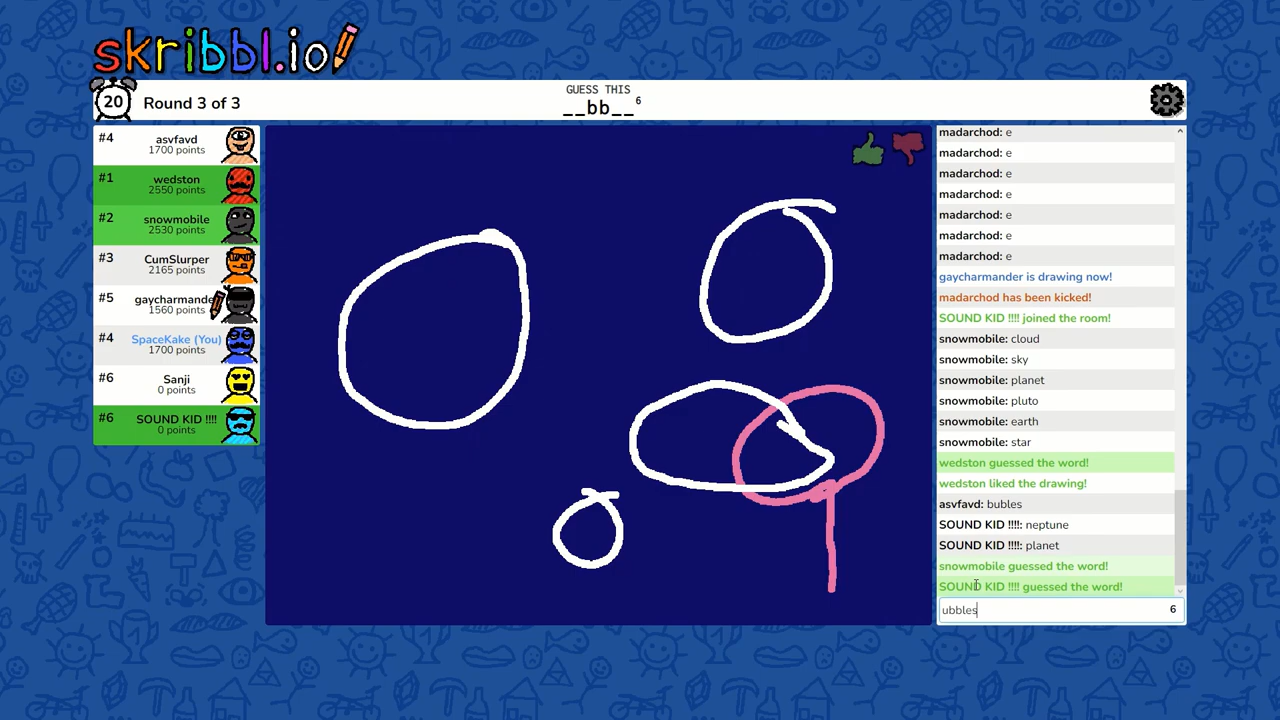 skribbl.io
20
Round 3 of 3
GUESS THIS
__bb__ 6
#4 asvfavd
1700 points
#1 wedston
2550 points
#2 snowmobile
2530 points
#3 CumSlurper
2165 points
#5 gaycharmande
1560 points
#4 SpaceKake (You)
1700 points
#6 Sanji
0 points
#6 SOUND KID !!!!
0 points
madarchod: e
madarchod: e
madarchod: e
madarchod: e
madarchod: e
madarchod: e
madarchod: e
gaycharmander is drawing now!
madarchod has been kicked!
SOUND KID !!!! joined the room!
snowmobile: cloud
snowmobile: sky
snowmobile: planet
snowmobile: pluto
snowmobile: earth
snowmobile: star
wedston guessed the word!
wedston liked the drawing!
asvfavd: bubles
SOUND KID !!!!: neptune
SOUND KID !!!!: planet
snowmobile guessed the word!
SOUND KID !!!! guessed the word!
ubbles 6